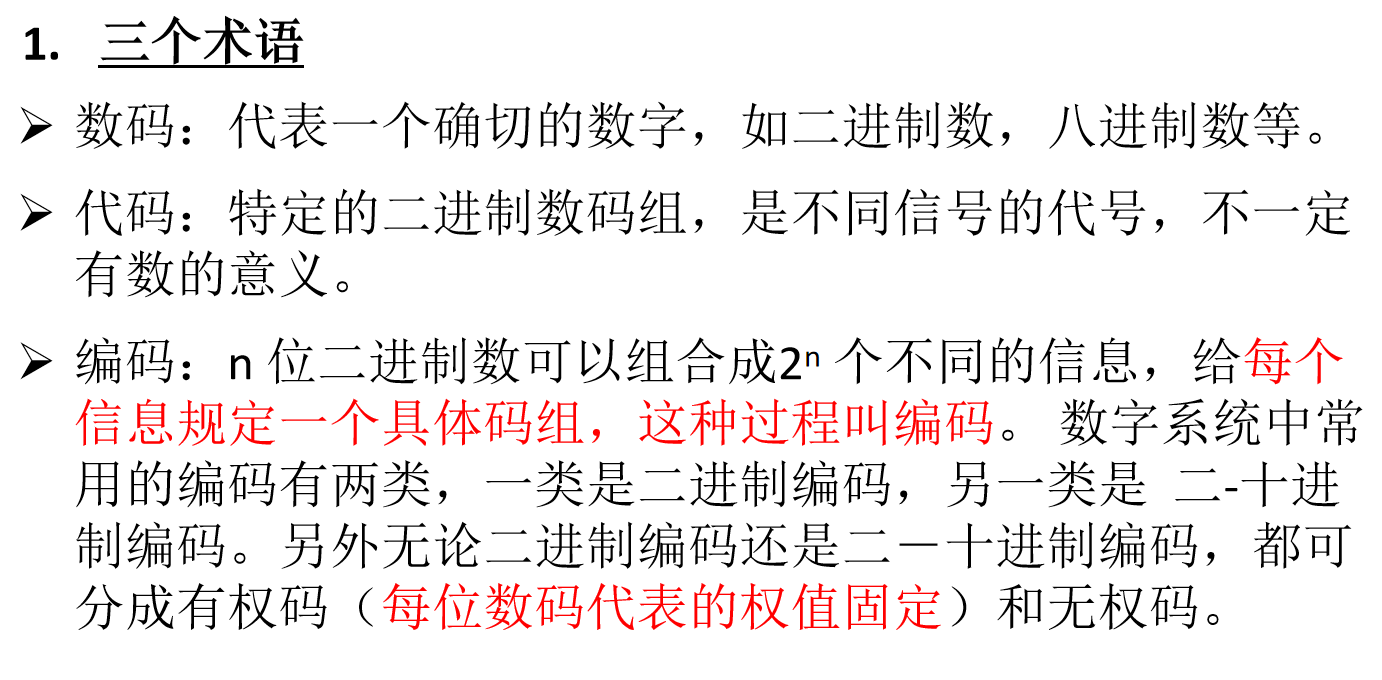 1. 三个术语
➢ 数码：代表一个确切的数字，如二进制数，八进制数等。
➢ 代码：特定的二进制数码组，是不同信号的代号，不一定
有数的意义。
➢ 编码：n 位二进制数可以组合成2ⁿ 个不同的信息，给每个
信息规定一个具体码组，这种过程叫编码。 数字系统中常
用的编码有两类，一类是二进制编码，另一类是 二-十进
制编码。另外无论二进制编码还是二－十进制编码，都可
分成有权码（每位数码代表的权值固定）和无权码。